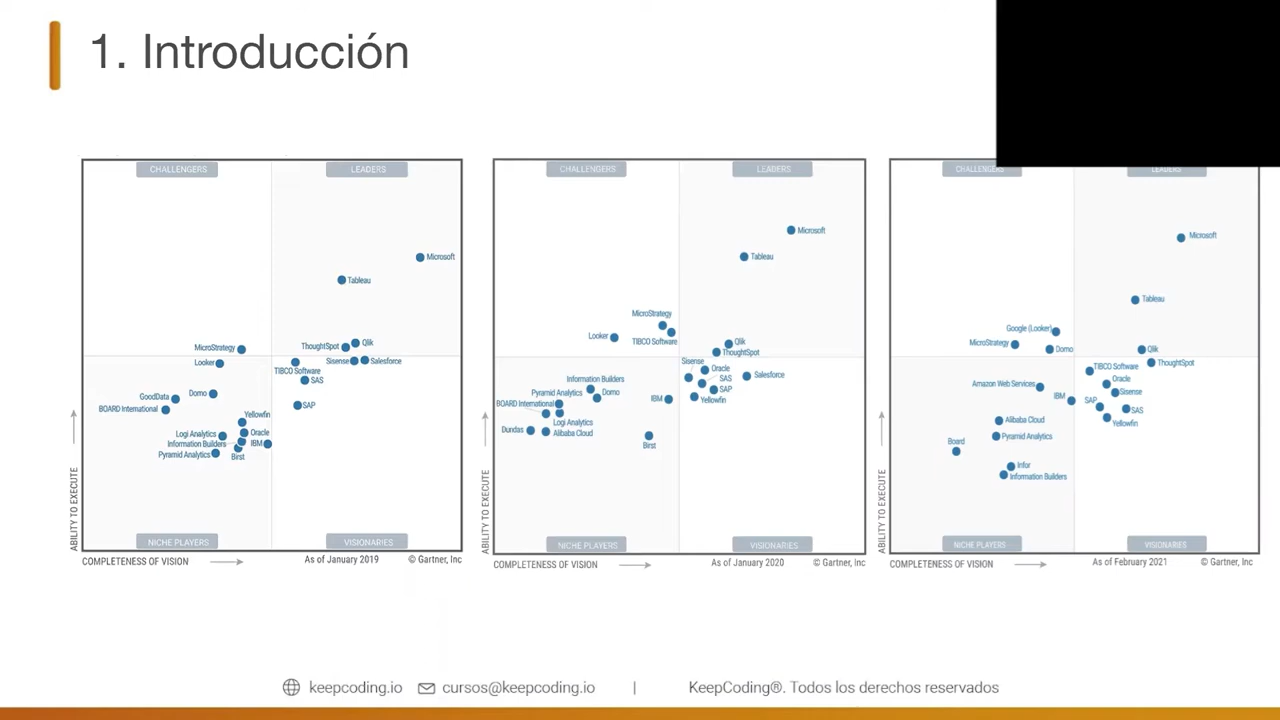 1. Introducción
CHALLENGERS
LEADERS
Microsoft
Tableau
Qlik
ThoughtSpot
MicroStrategy
Sisense
Salesforce
Looker
TIBCO Software
SAS
Domo
GoodData
SAP
BOARD International
Yellowfin
Logi Analytics
Oracle
Information Builders
IBM
Pyramid Analytics
Birst
NICHE PLAYERS
VISIONARIES
ABILITY TO EXECUTE
COMPLETENESS OF VISION
As of January 2019
© Gartner, Inc
CHALLENGERS
LEADERS
Microsoft
Tableau
MicroStrategy
Looker
TIBCO Software
Qlik
ThoughtSpot
Sisense
Oracle
Salesforce
Information Builders
SAS
Pyramid Analytics
Domo
SAP
BOARD International
IBM
Yellowfin
Logi Analytics
Dundas
Alibaba Cloud
Birst
NICHE PLAYERS
VISIONARIES
ABILITY TO EXECUTE
COMPLETENESS OF VISION
As of January 2020
© Gartner, Inc
CHALLENGERS
LEADERS
Microsoft
Tableau
Google (Looker)
MicroStrategy
Domo
Qlik
ThoughtSpot
TIBCO Software
Oracle
Amazon Web Services
Sisense
IBM
SAP
SAS
Alibaba Cloud
Yellowfin
Pyramid Analytics
Board
Infor
Information Builders
NICHE PLAYERS
VISIONARIES
ABILITY TO EXECUTE
COMPLETENESS OF VISION
As of February 2021
© Gartner, Inc
keepcoding.io
cursos@keepcoding.io
|
KeepCoding®. Todos los derechos reservados